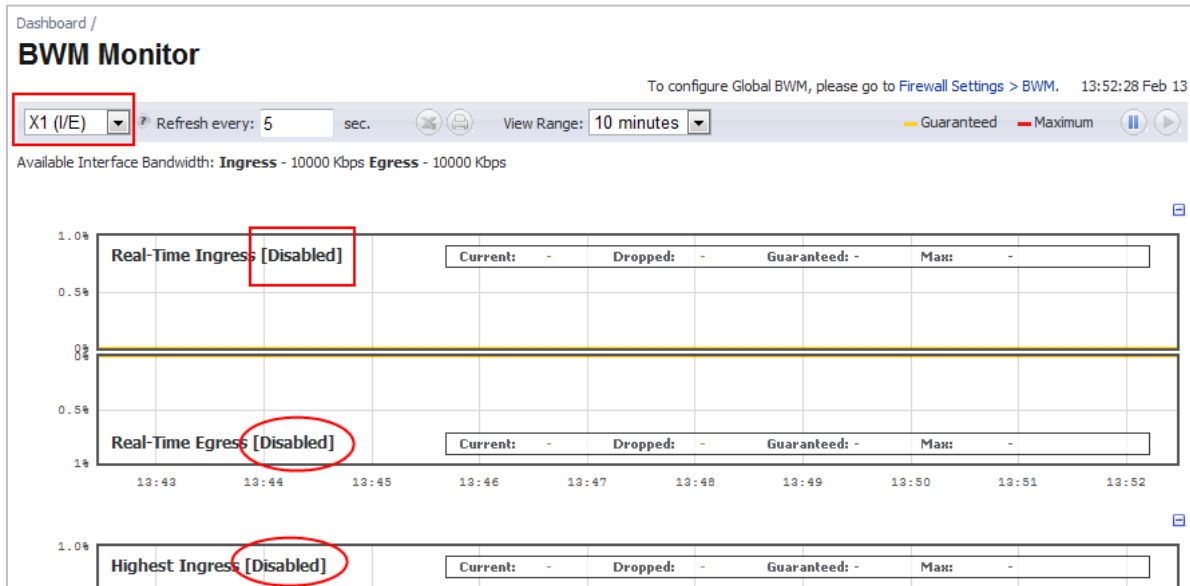 Dashboard /
BWM Monitor
To configure Global BWM, please go to Firewall Settings > BWM. 13:52:28 Feb 13
X1 (I/E) ? Refresh every: 5 sec. View Range: 10 minutes Guaranteed Maximum
Available Interface Bandwidth: Ingress - 10000 Kbps Egress - 10000 Kbps
1.0%
Real-Time Ingress [Disabled] Current: - Dropped: - Guaranteed: - Max: -
0.5%
0%
0%
0.5%
Real-Time Egress [Disabled] Current: - Dropped: - Guaranteed: - Max: -
1%
13:43 13:44 13:45 13:46 13:47 13:48 13:49 13:50 13:51 13:52
1.0%
Highest Ingress [Disabled] Current: - Dropped: - Guaranteed: - Max: -